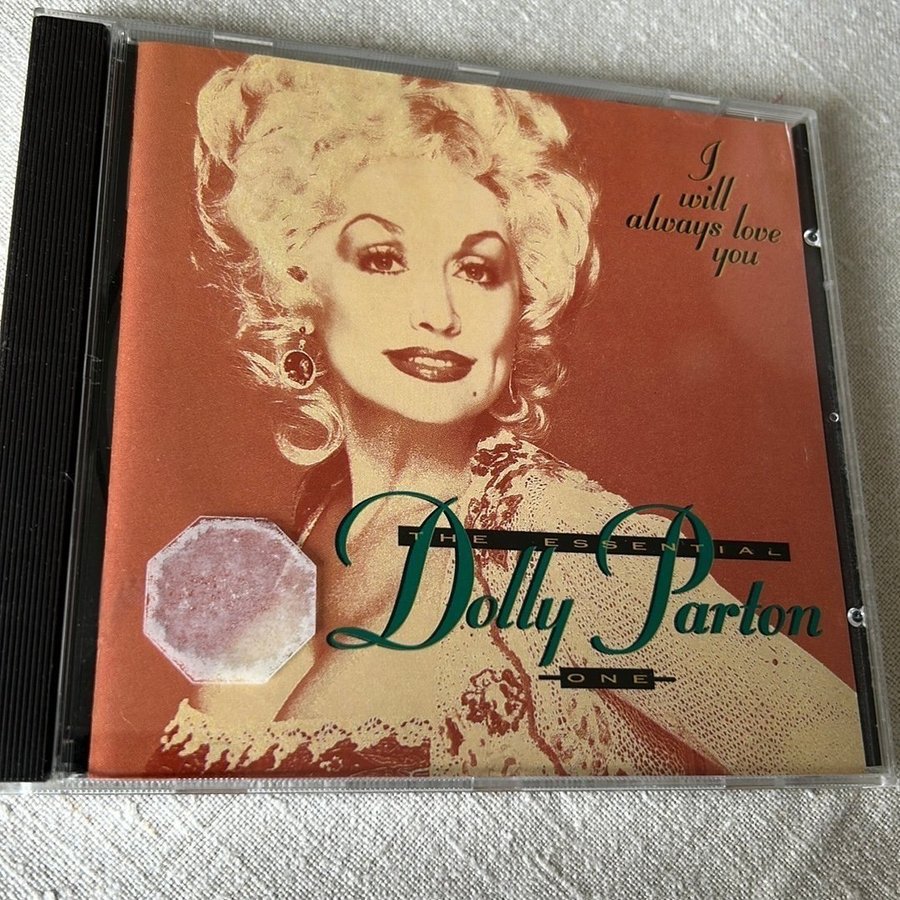 I
will
always love
you
THE ESSENTIAL
Dolly Parton
ONE